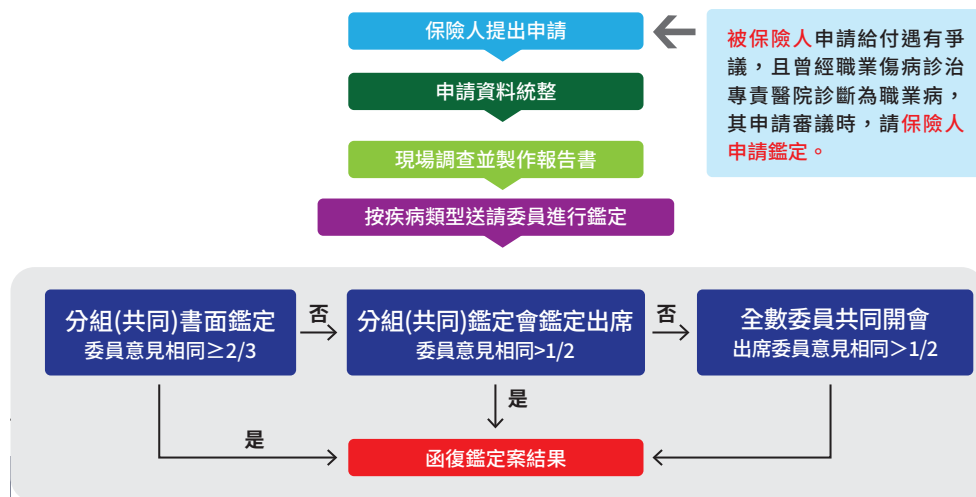 保險人提出申請
被保險人申請給付遇有爭
議，且曾經職業傷病診治
專責醫院診斷為職業病，
其申請審議時，請保險人
申請鑑定。
申請資料統整
現場調查並製作報告書
按疾病類型送請委員進行鑑定
分組(共同)書面鑑定
委員意見相同≥2/3
否
分組(共同)鑑定會鑑定出席
委員意見相同>1/2
否
全數委員共同開會
出席委員意見相同＞1/2
是
是
函復鑑定案結果